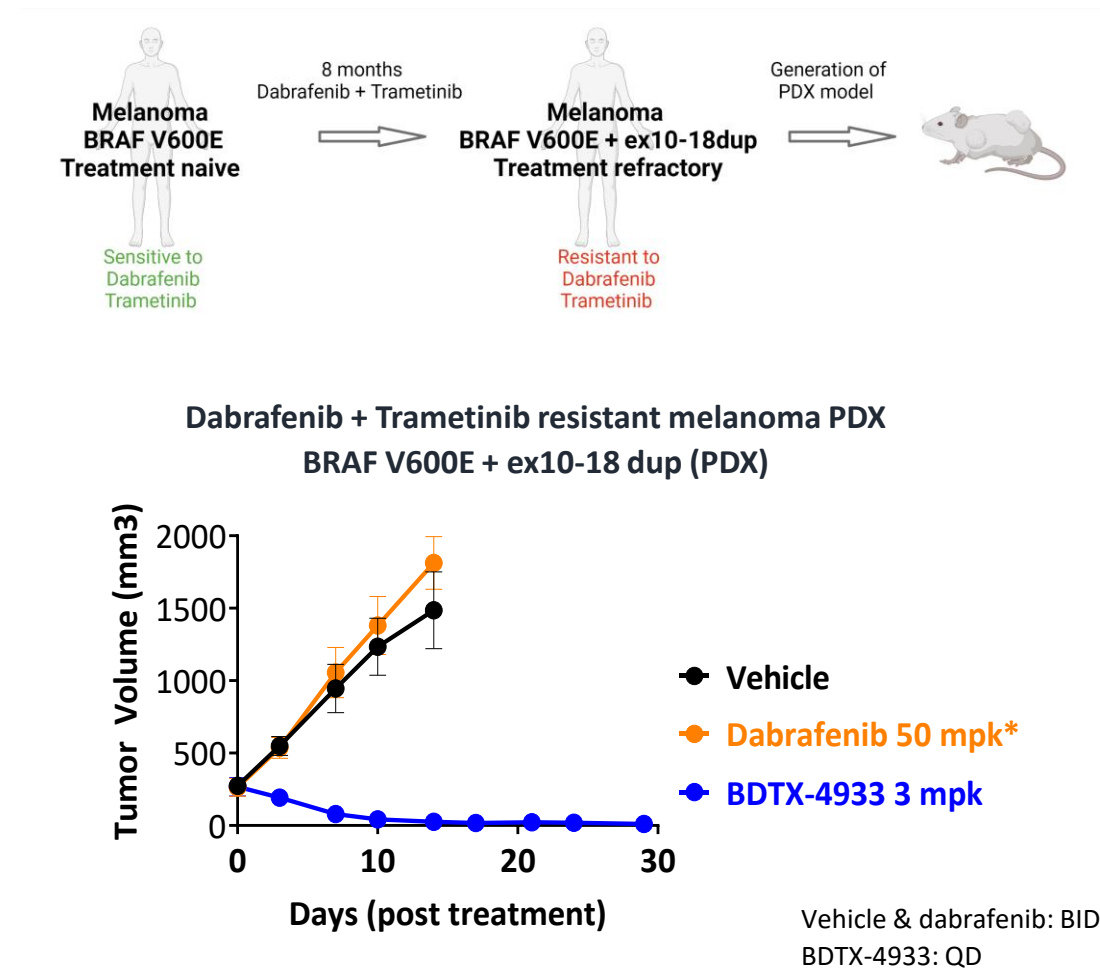 8 months
Dabrafenib + Trametinib
Generation of
PDX model
Melanoma
BRAF V600E
Treatment naive
Melanoma
BRAF V600E + ex10-18dup
Treatment refractory
Sensitive to
Dabrafenib
Trametinib
Resistant to
Dabrafenib
Trametinib
Dabrafenib + Trametinib resistant melanoma PDX
BRAF V600E + ex10-18 dup (PDX)
Tumor Volume (mm3)
2000
1500
1000
500
0
0
10
20
30
Days (post treatment)
Vehicle
Dabrafenib 50 mpk*
BDTX-4933 3 mpk
Vehicle & dabrafenib: BID
BDTX-4933: QD